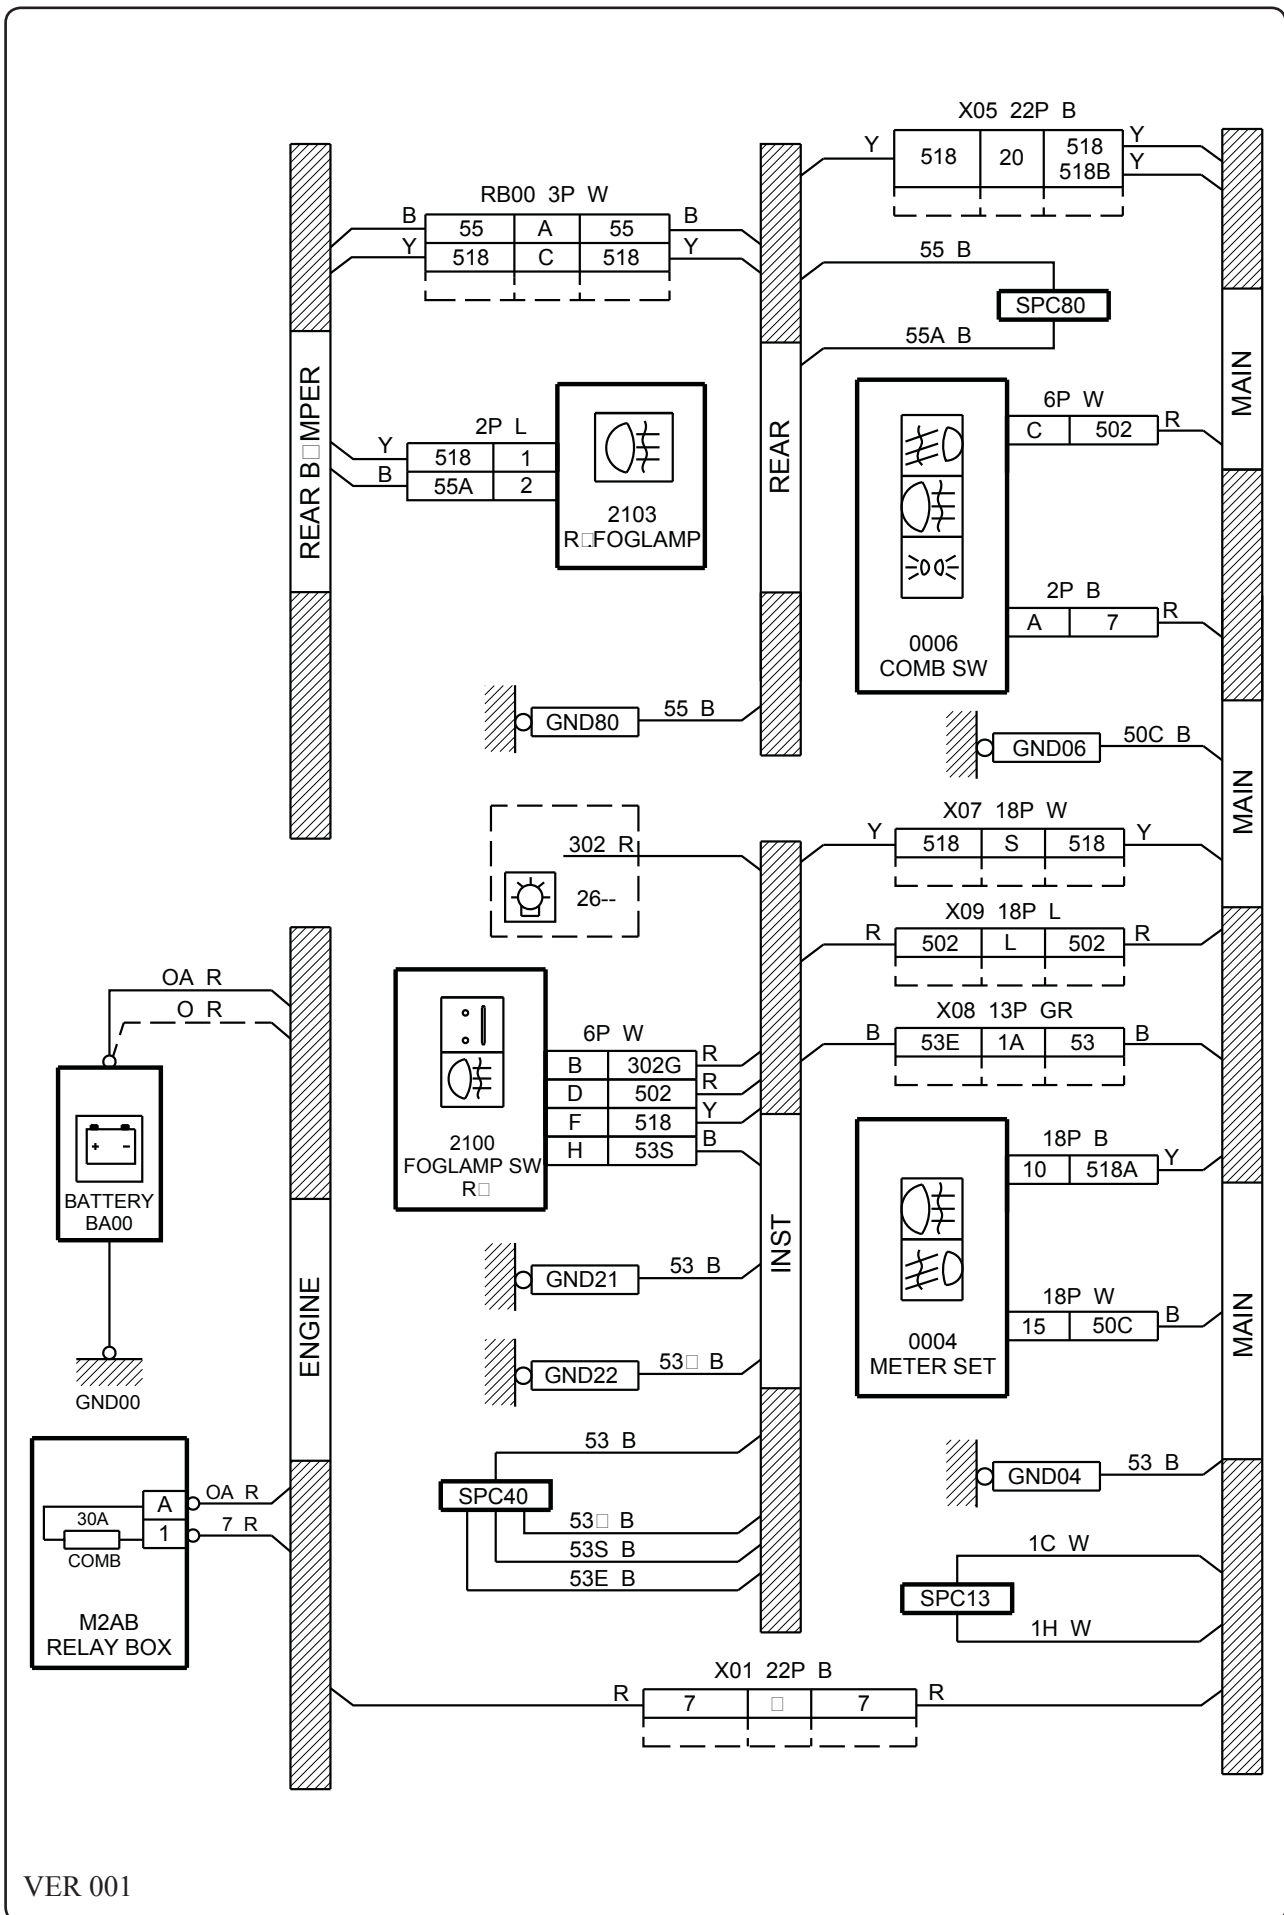 X05 22P B
Y 518 20 518 Y
518B Y
RB00 3P W
B 55 A 55 B
Y 518 C 518 Y
55 B
SPC80
55A B
REAR B□MPER
REAR
MAIN
2P L
Y 518 1
B 55A 2
2103
R□.FOGLAMP
6P W
C 502 R
2P B
A 7 R
0006
COMB SW
GND80 55 B
GND06 50C B
MAIN
302 R
26--
X07 18P W
Y 518 S 518 Y
X09 18P L
R 502 L 502 R
X08 13P GR
B 53E 1A 53 B
OA R
O R
BATTERY
BA00
GND00
6P W
B 302G R
D 502 R
F 518 Y
H 53S B
2100
FOGLAMP SW
R□
ENGINE
INST
MAIN
18P B
10 518A Y
18P W
15 50C B
0004
METER SET
GND21 53 B
GND22 53□ B
53 B
SPC40
53□ B
53S B
53E B
GND04 53 B
1C W
SPC13
1H W
A OA R
30A
1 7 R
COMB
M2AB
RELAY BOX
X01 22P B
R 7 □ 7 R
VER 001